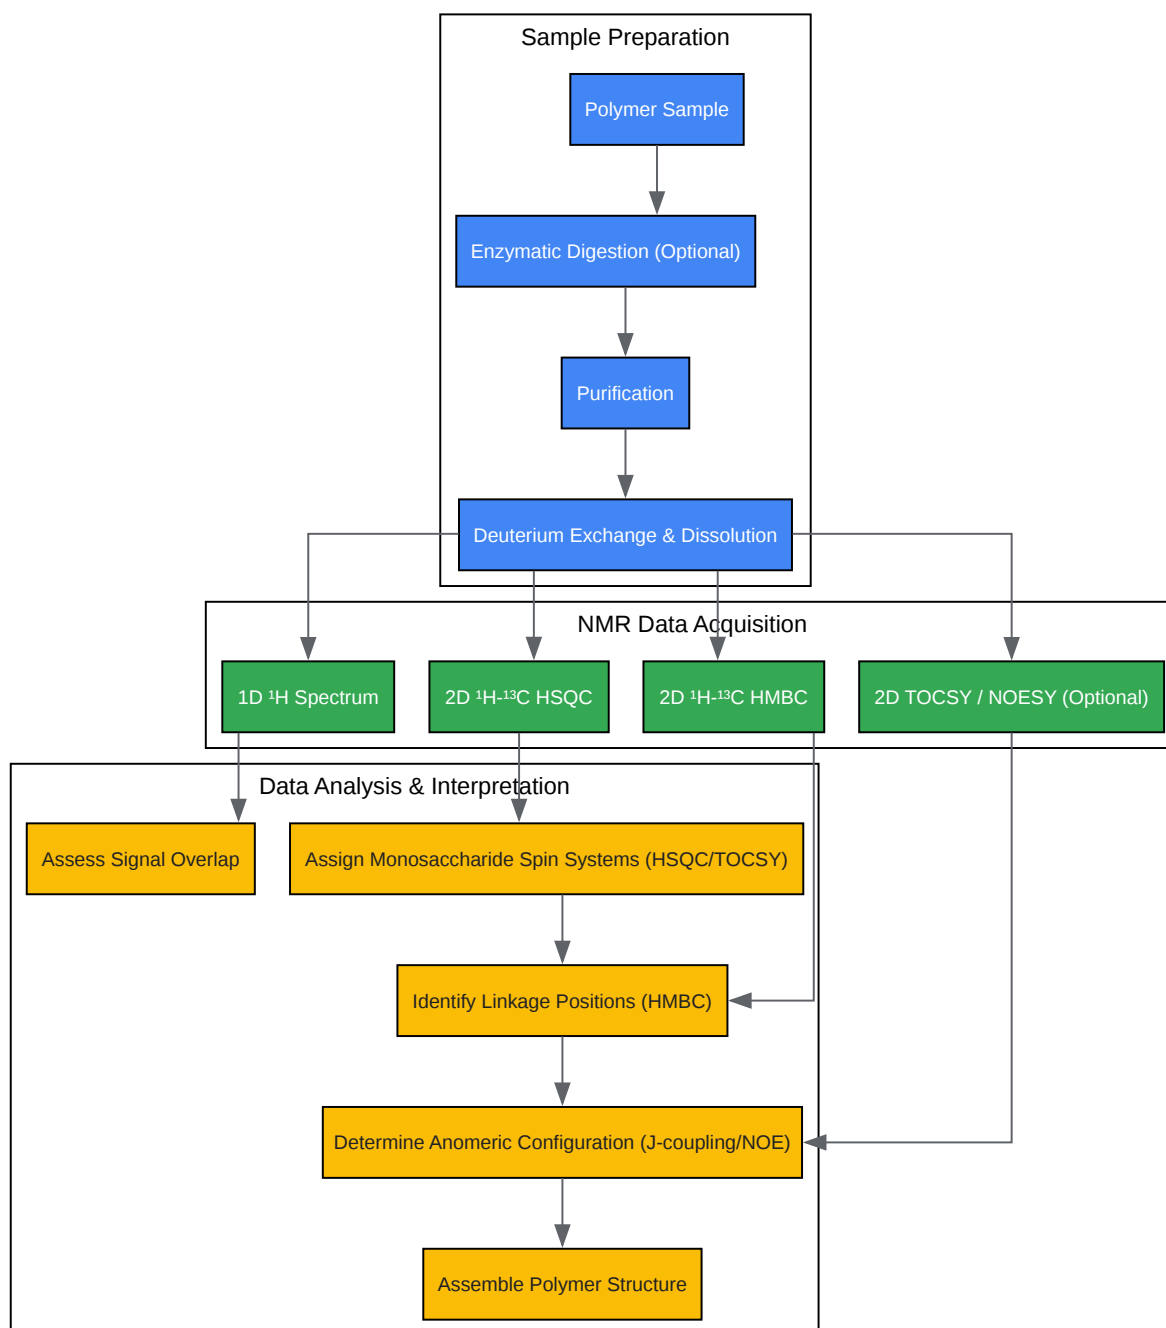 Sample Preparation
Polymer Sample
Enzymatic Digestion (Optional)
Purification
Deuterium Exchange & Dissolution
NMR Data Acquisition
1D ¹H Spectrum
2D ¹H-¹³C HSQC
2D ¹H-¹³C HMBC
2D TOCSY / NOESY (Optional)
Data Analysis & Interpretation
Assess Signal Overlap
Assign Monosaccharide Spin Systems (HSQC/TOCSY)
Identify Linkage Positions (HMBC)
Determine Anomeric Configuration (J-coupling/NOE)
Assemble Polymer Structure